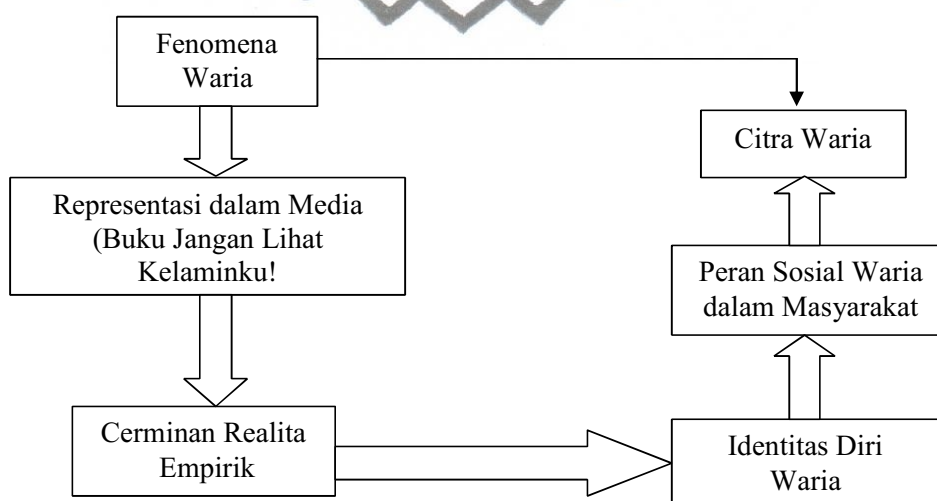 Fenomena
Waria
Citra Waria
Representasi dalam Media
(Buku Jangan Lihat
Kelaminku!
Peran Sosial Waria
dalam Masyarakat
Cerminan Realita
Empirik
Identitas Diri
Waria